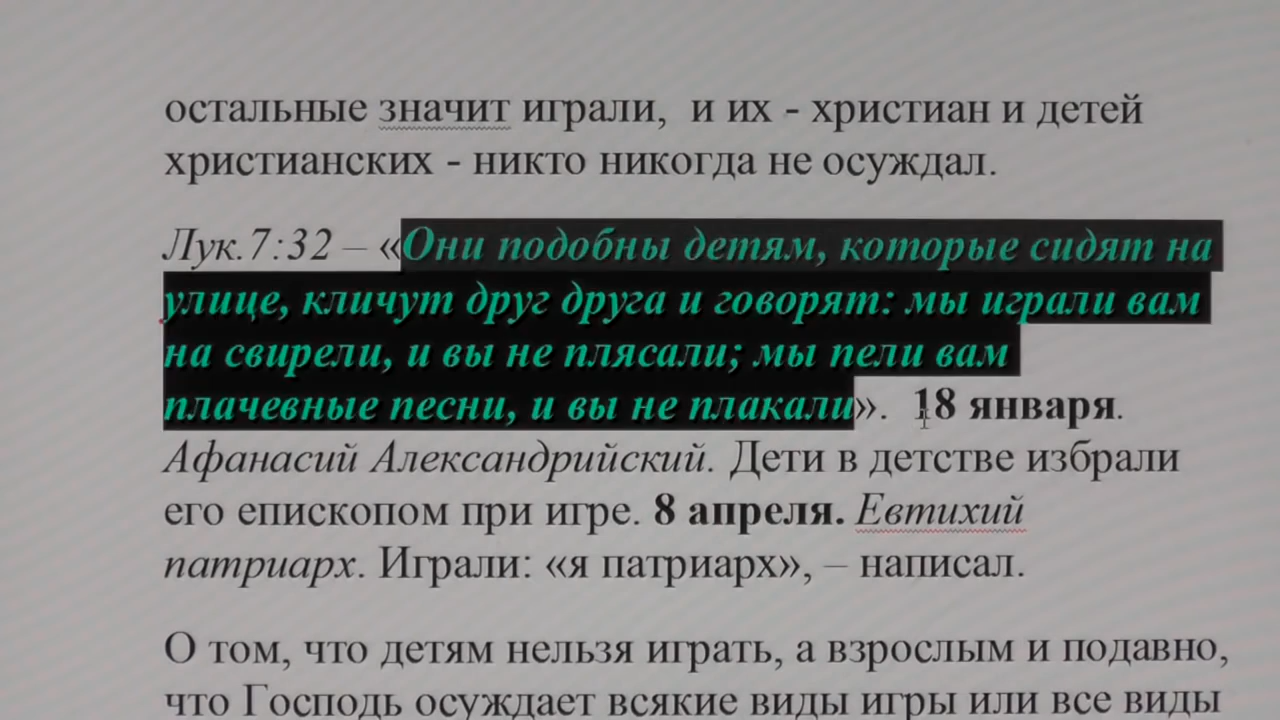 остальные значит играли,  и их - христиан и детей
христианских - никто никогда не осуждал.
Лук.7:32 – «Они подобны детям, которые сидят на
улице, кличут друг друга и говорят: мы играли вам
на свирели, и вы не плясали; мы пели вам
плачевные песни, и вы не плакали».  18 января.
Афанасий Александрийский. Дети в детстве избрали
его епископом при игре. 8 апреля. Евтихий
патриарх. Играли: «я патриарх», – написал.
О том, что детям нельзя играть, а взрослым и подавно,
что Господь осуждает всякие виды игры или все виды